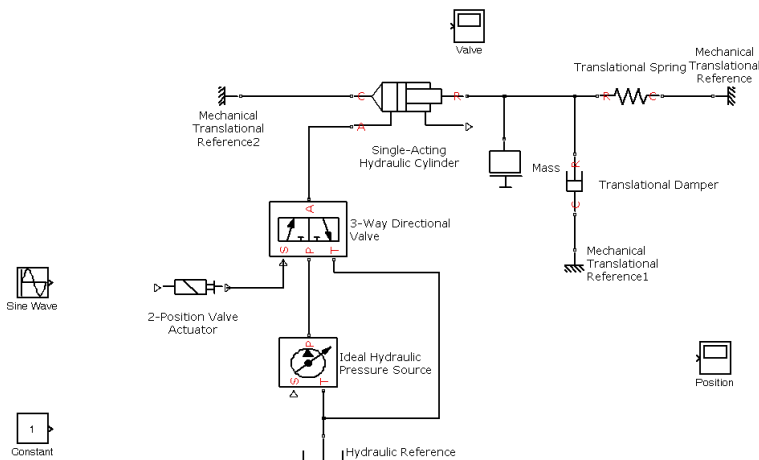 Valve
Mechanical
Translational
Reference
Translational Spring
C
R
R
C
Mechanical
Translational
Reference2
A
Single-Acting
Hydraulic Cylinder
Mass
R
C
Translational Damper
A
3-Way Directional
Valve
S
P
T
Mechanical
Translational
Reference1
Sine Wave
2-Position Valve
Actuator
P
S
T
Ideal Hydraulic
Pressure Source
Position
1
Constant
Hydraulic Reference